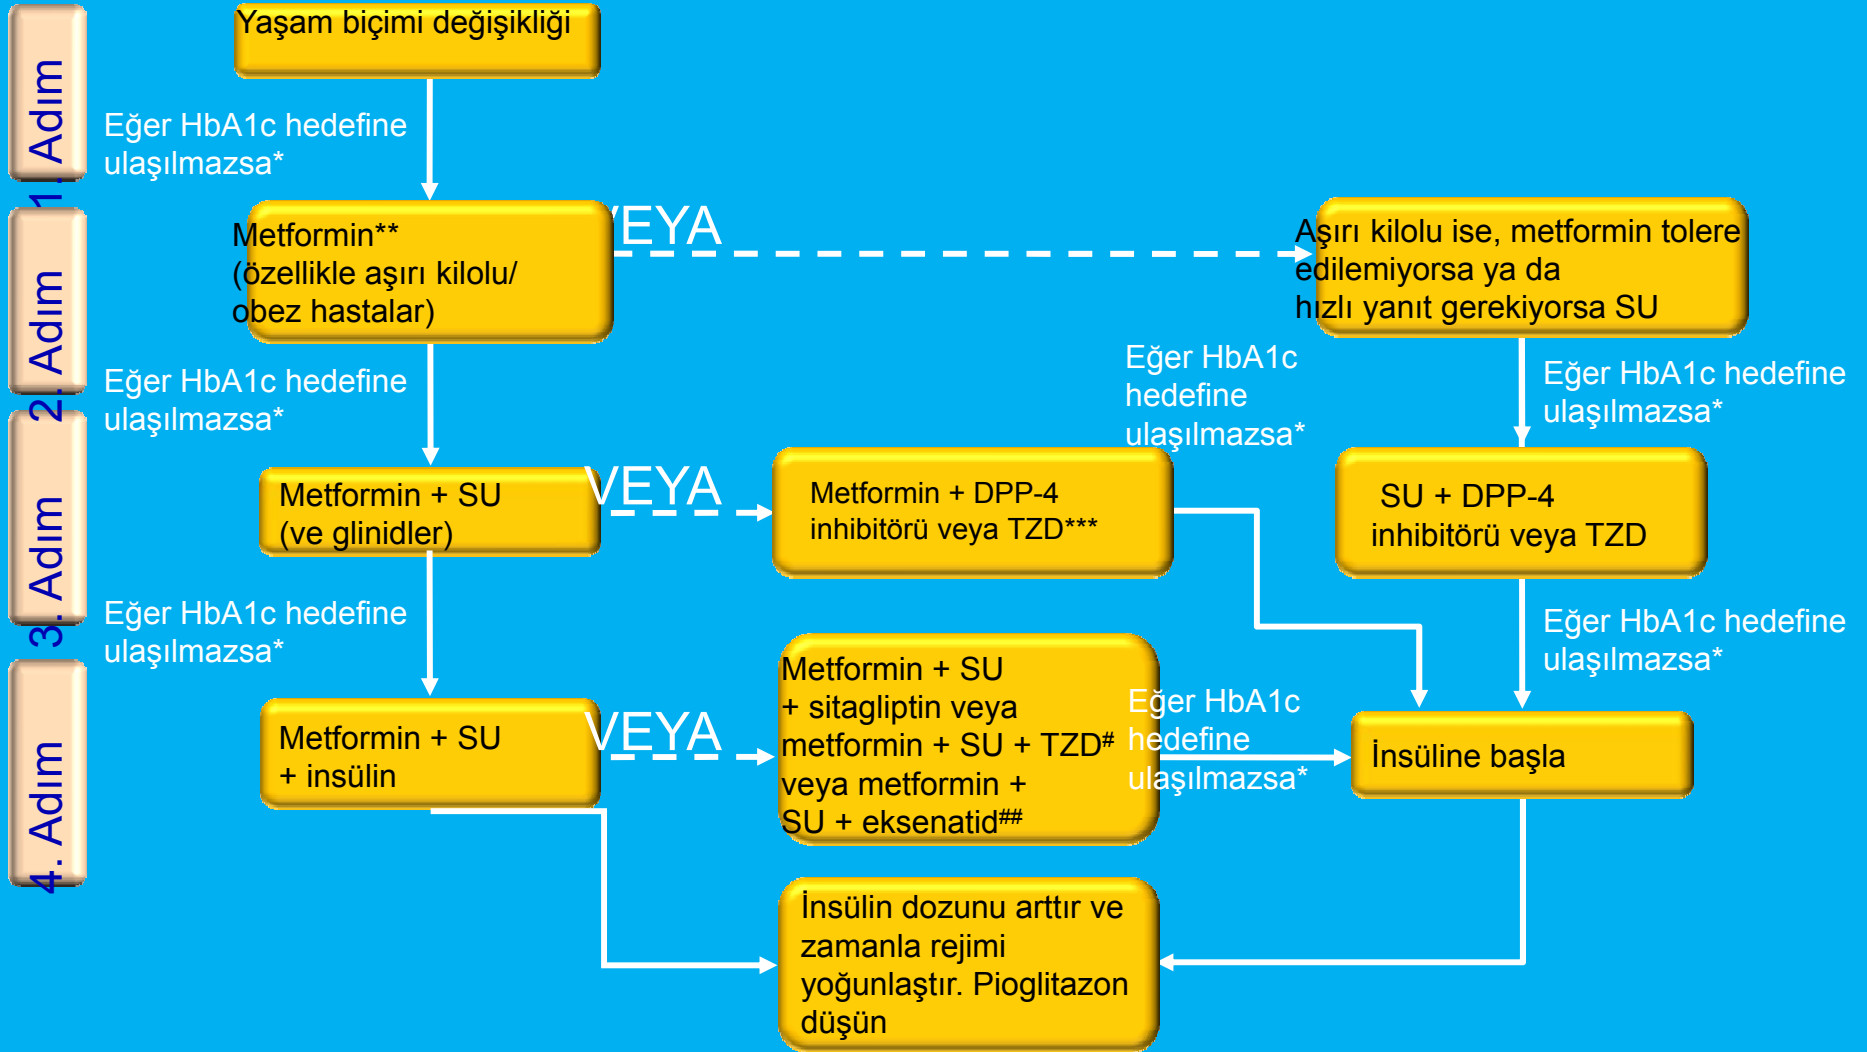 1. Adım
Yaşam biçimi değişikliği
Eğer HbA1c hedefine
ulaşılmazsa*
2. Adım
Metformin**
(özellikle aşırı kilolu/
obez hastalar)
VEYA
Aşırı kilolu ise, metformin tolere
edilemiyorsa ya da
hızlı yanıt gerekiyorsa SU
Eğer HbA1c hedefine
ulaşılmazsa*
Eğer HbA1c
hedefine
ulaşılmazsa*
Eğer HbA1c hedefine
ulaşılmazsa*
3. Adım
Metformin + SU
(ve glinidler)
VEYA
Metformin + DPP-4
inhibitörü veya TZD***
SU + DPP-4
inhibitörü veya TZD
Eğer HbA1c hedefine
ulaşılmazsa*
Eğer HbA1c hedefine
ulaşılmazsa*
4. Adım
Metformin + SU
+ insülin
VEYA
Metformin + SU
+ sitagliptin veya
metformin + SU + TZD#
veya metformin +
SU + eksenatid##
Eğer HbA1c
hedefine
ulaşılmazsa*
İnsüline başla
İnsülin dozunu arttır ve
zamanla rejimi
yoğunlaştır. Pioglitazon
düşün